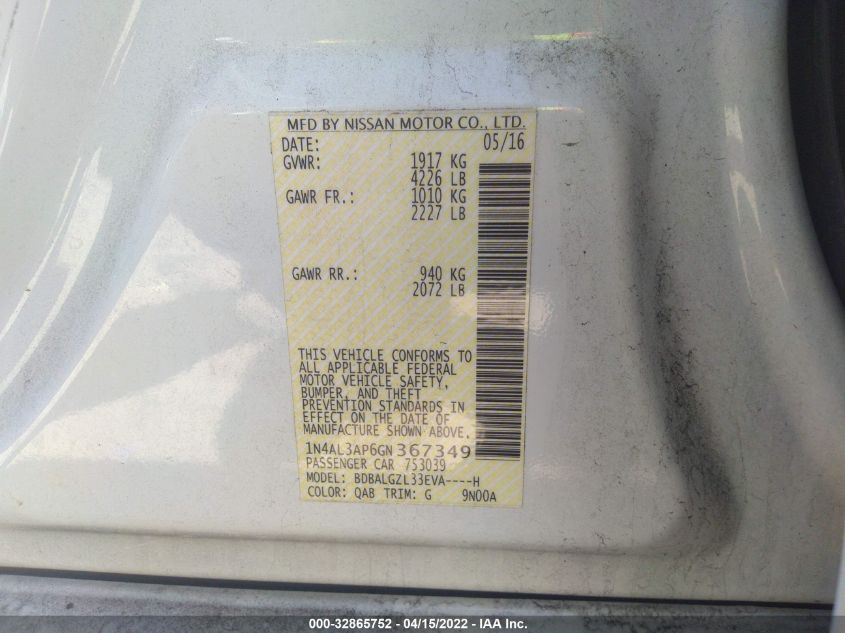 MFD BY NISSAN MOTOR CO., LTD.
DATE: 05/16
GVWR: 1917 KG
4226 LB
GAWR FR.: 1010 KG
2227 LB
GAWR RR.: 940 KG
2072 LB
THIS VEHICLE CONFORMS TO
ALL APPLICABLE FEDERAL
MOTOR VEHICLE SAFETY,
BUMPER, AND THEFT
PREVENTION STANDARDS IN
EFFECT ON THE DATE OF
MANUFACTURE SHOWN ABOVE.
1N4AL3AP6GN367349
PASSENGER CAR 753039
MODEL: BDBALGZL33EVA----H
COLOR: QAB TRIM: G 9N00A
000-32865752 - 04/15/2022 - IAA Inc.